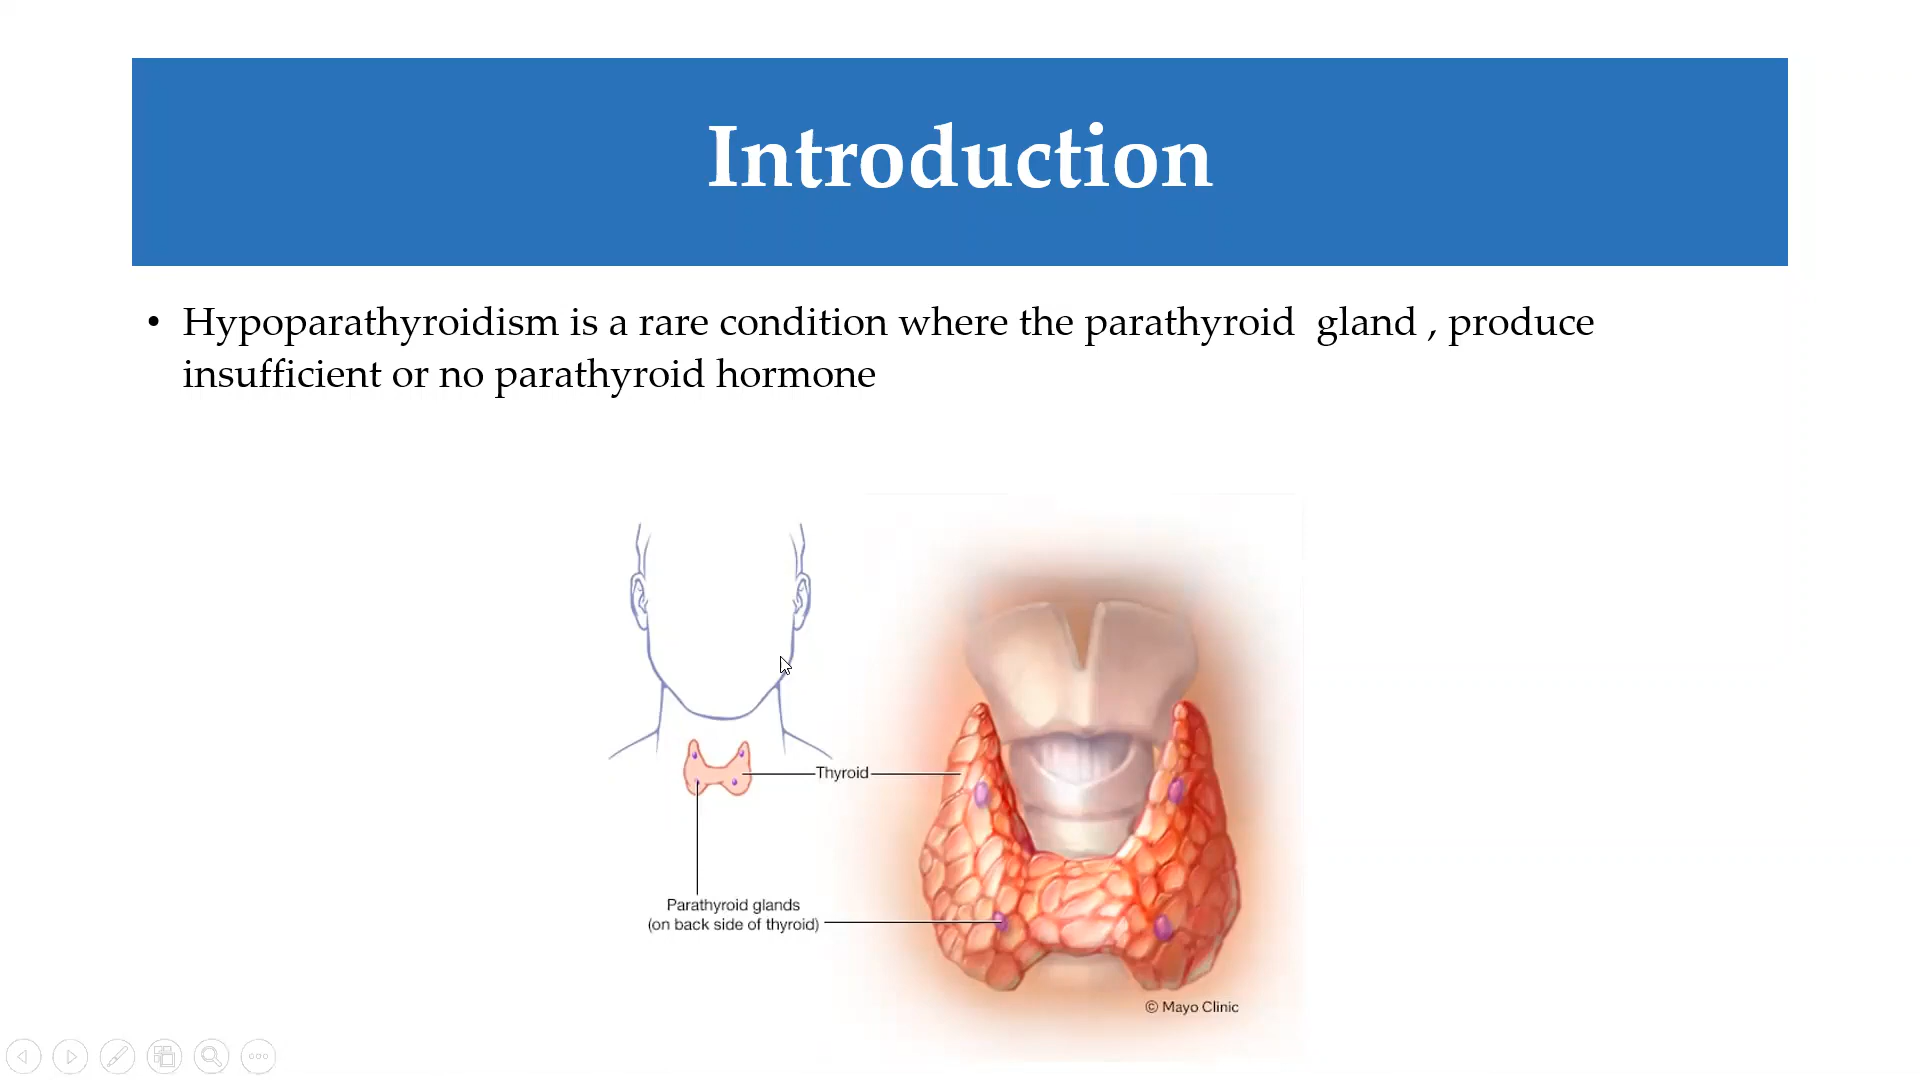 Introduction
• Hypoparathyroidism is a rare condition where the parathyroid  gland , produce
insufficient or no parathyroid hormone
Thyroid
Parathyroid glands
(on back side of thyroid)
© Mayo Clinic